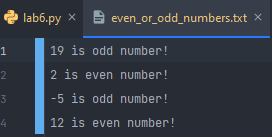 lab6.py × even_or_odd_numbers.txt ×
1 19 is odd number!
2 2 is even number!
3 -5 is odd number!
4 12 is even number!